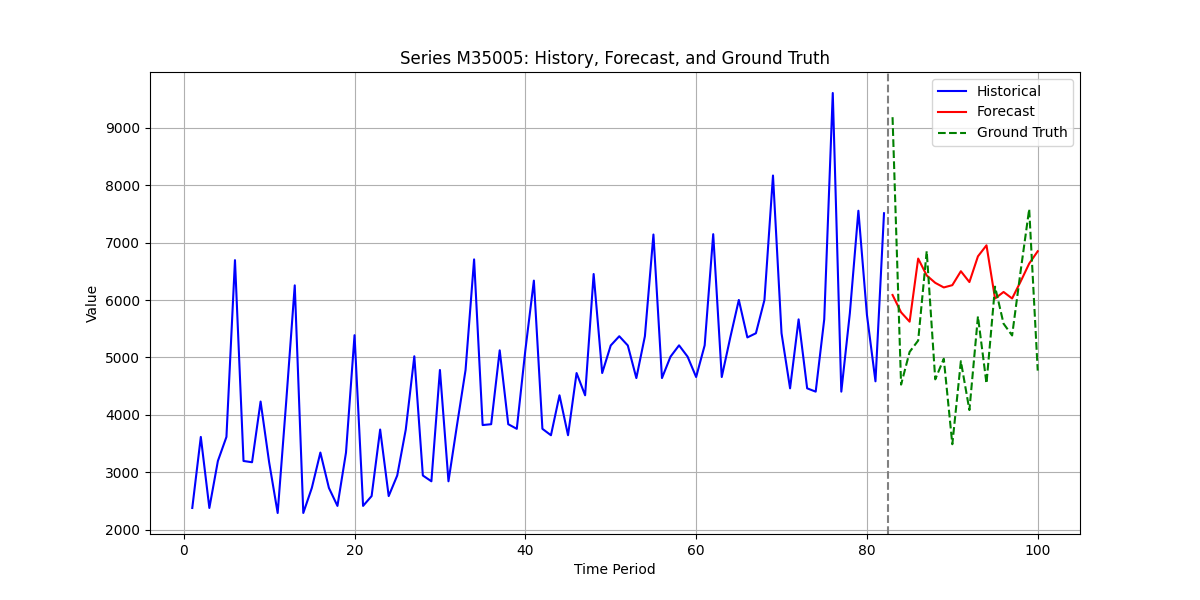 Series M35005: History, Forecast, and Ground Truth
Historical
Forecast
Ground Truth
Value
9000
8000
7000
6000
5000
4000
3000
2000
0
20
40
60
80
100
Time Period